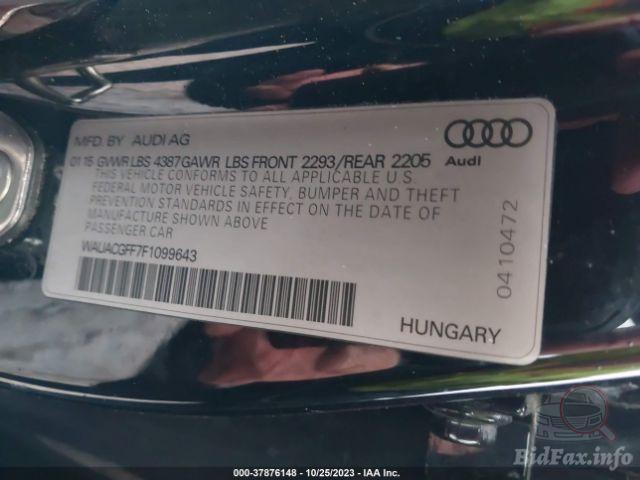 MFD. BY AUDI AG
01 15 GVWR LBS 4387 GAWR LBS FRONT 2293/REAR 2205
THIS VEHICLE CONFORMS TO ALL APPLICABLE U.S.
FEDERAL MOTOR VEHICLE SAFETY, BUMPER AND THEFT
PREVENTION STANDARDS IN EFFECT ON THE DATE OF
MANUFACTURE SHOWN ABOVE
PASSENGER CAR
WAUACGFF7F1099643
Audi
0410472
HUNGARY
BidFax.info
000-37876148 - 10/25/2023 - IAA Inc.